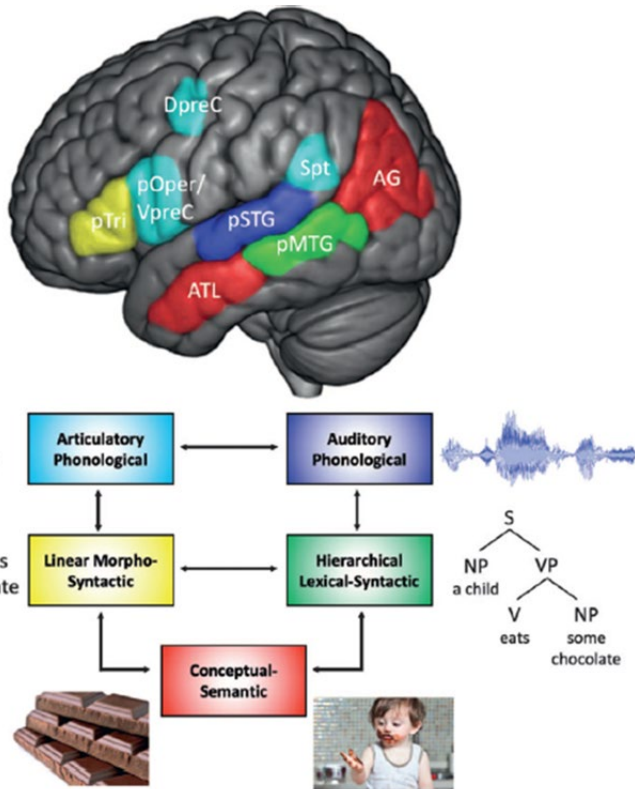 DpreC
pOper/
VpreC
pTri
Spt
AG
pSTG
pMTG
ATL
Articulatory
Phonological
Auditory
Phonological
Linear Morpho-
Syntactic
Hierarchical
Lexical-Syntactic
S
NP
VP
a child
V
NP
eats
some
chocolate
Conceptual-
Semantic